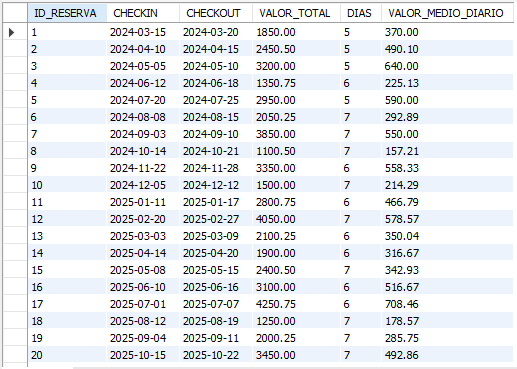 ID_RESERVA CHECKIN CHECKOUT VALOR_TOTAL DIAS VALOR_MEDIO_DIARIO
1 2024-03-15 2024-03-20 1850.00 5 370.00
2 2024-04-10 2024-04-15 2450.50 5 490.10
3 2024-05-05 2024-05-10 3200.00 5 640.00
4 2024-06-12 2024-06-18 1350.75 6 225.13
5 2024-07-20 2024-07-25 2950.00 5 590.00
6 2024-08-08 2024-08-15 2050.25 7 292.89
7 2024-09-03 2024-09-10 3850.00 7 550.00
8 2024-10-14 2024-10-21 1100.50 7 157.21
9 2024-11-22 2024-11-28 3350.00 6 558.33
10 2024-12-05 2024-12-12 1500.00 7 214.29
11 2025-01-11 2025-01-17 2800.75 6 466.79
12 2025-02-20 2025-02-27 4050.00 7 578.57
13 2025-03-03 2025-03-09 2100.25 6 350.04
14 2025-04-14 2025-04-20 1900.00 6 316.67
15 2025-05-08 2025-05-15 2400.50 7 342.93
16 2025-06-10 2025-06-16 3100.00 6 516.67
17 2025-07-01 2025-07-07 4250.75 6 708.46
18 2025-08-12 2025-08-19 1250.00 7 178.57
19 2025-09-04 2025-09-11 2000.25 7 285.75
20 2025-10-15 2025-10-22 3450.00 7 492.86